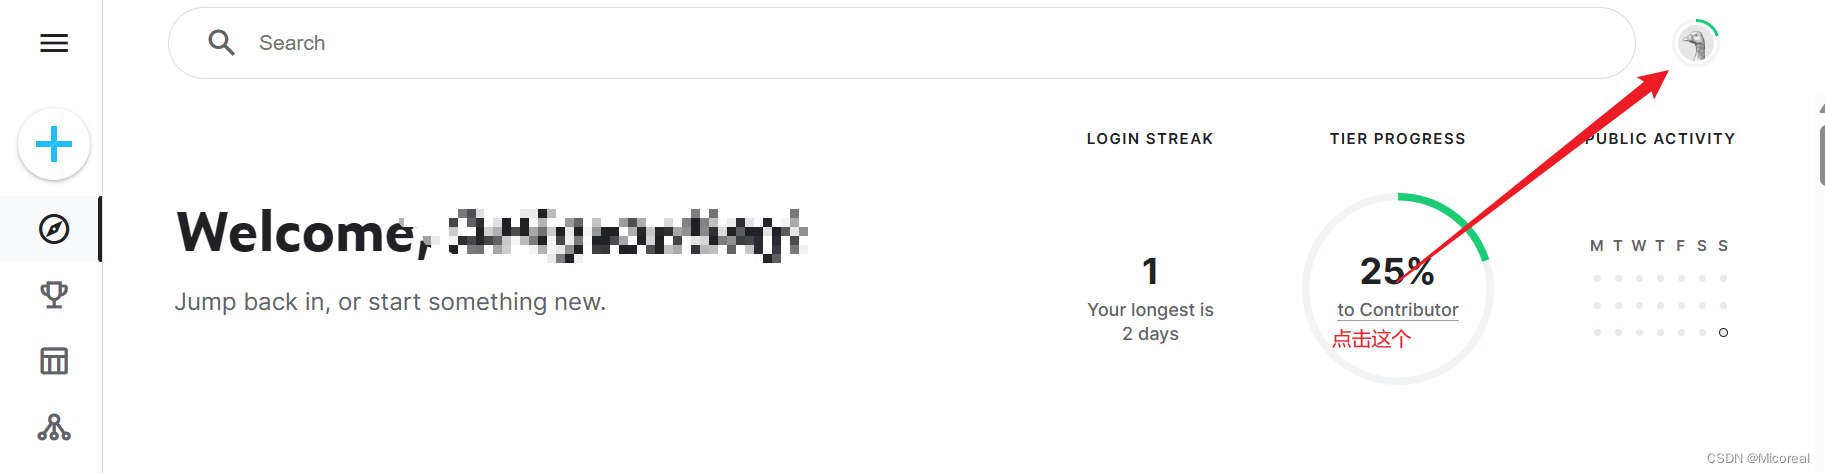 Search
LOGIN STREAK
TIER PROGRESS
PUBLIC ACTIVITY
Welcome,
Jump back in, or start something new.
1
Your longest is
2 days
25%
to Contributor
点击这个
M T W T F S S
CSDN @Micoreal